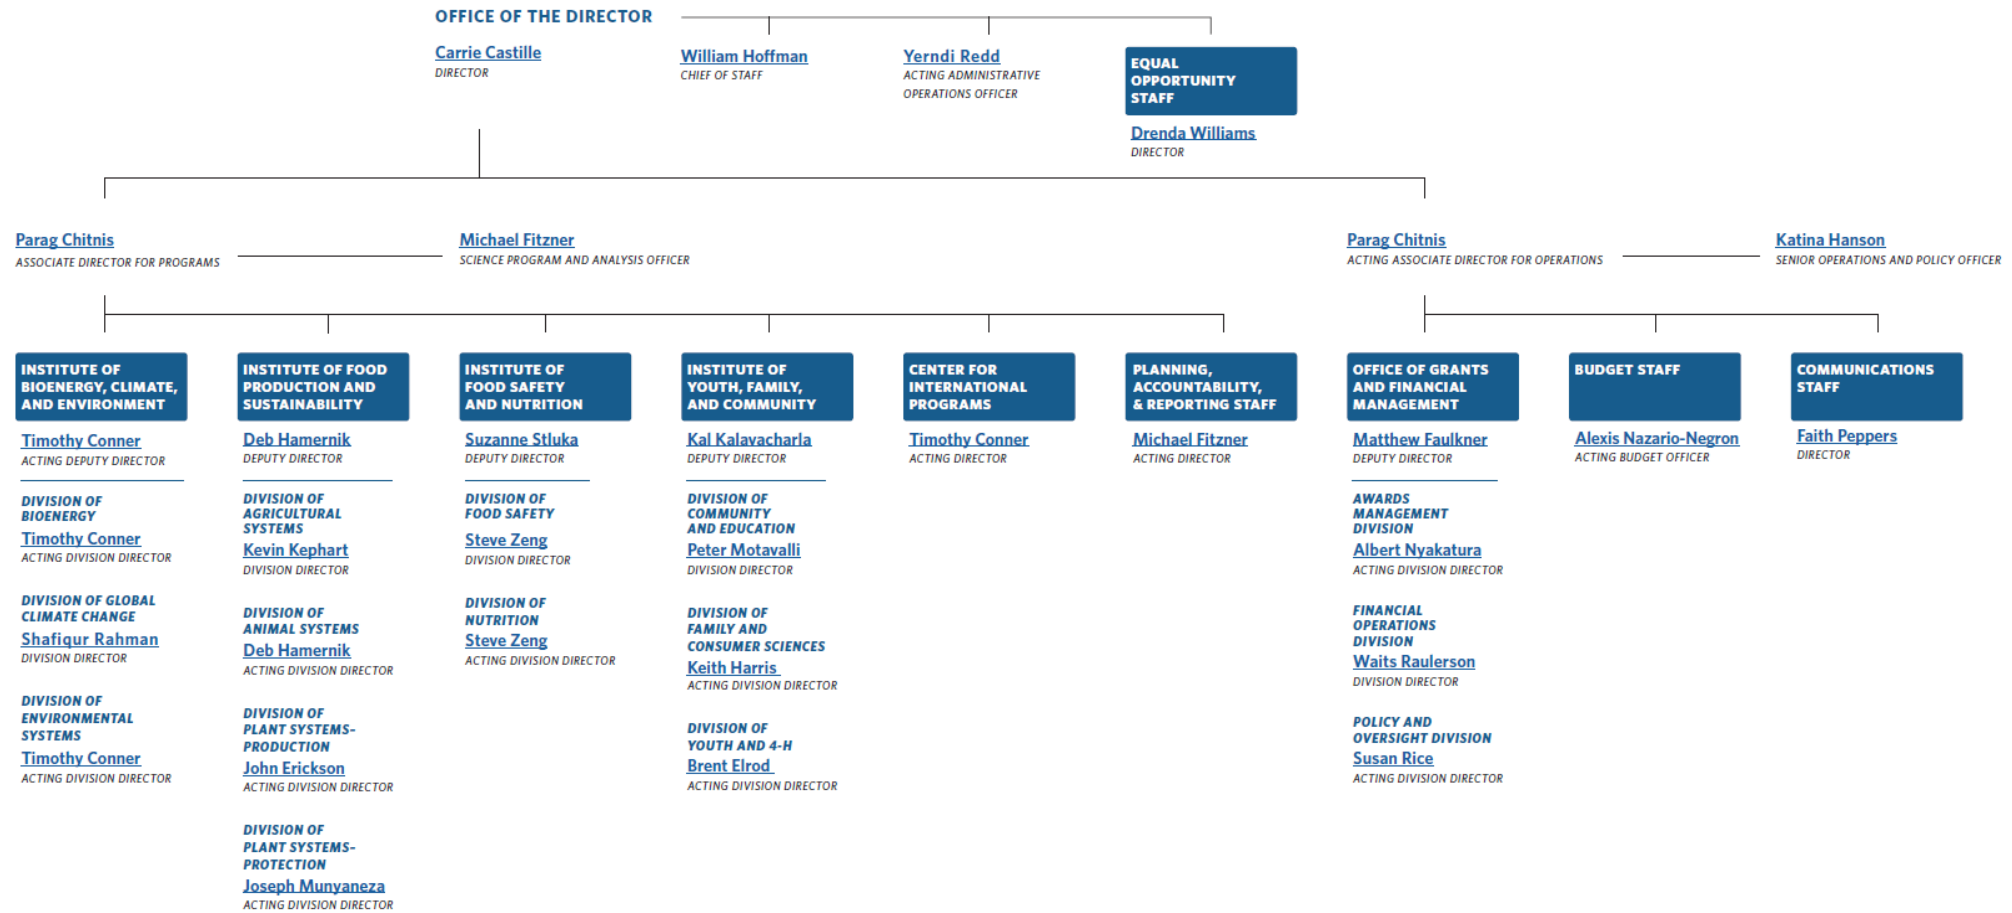 OFFICE OF THE DIRECTOR
Carrie Castille
DIRECTOR
William Hoffman
CHIEF OF STAFF
Yerndi Redd
ACTING ADMINISTRATIVE
OPERATIONS OFFICER
EQUAL
OPPORTUNITY
STAFF
Drenda Williams
DIRECTOR
Parag Chitnis
ASSOCIATE DIRECTOR FOR PROGRAMS
Michael Fitzner
SCIENCE PROGRAM AND ANALYSIS OFFICER
Parag Chitnis
ACTING ASSOCIATE DIRECTOR FOR OPERATIONS
Katina Hanson
SENIOR OPERATIONS AND POLICY OFFICER
INSTITUTE OF
BIOENERGY, CLIMATE,
AND ENVIRONMENT
Timothy Conner
ACTING DEPUTY DIRECTOR
DIVISION OF
BIOENERGY
Timothy Conner
ACTING DIVISION DIRECTOR
DIVISION OF GLOBAL
CLIMATE CHANGE
Shafiqur Rahman
DIVISION DIRECTOR
DIVISION OF
ENVIRONMENTAL
SYSTEMS
Timothy Conner
ACTING DIVISION DIRECTOR
INSTITUTE OF FOOD
PRODUCTION AND
SUSTAINABILITY
Deb Hamernik
DEPUTY DIRECTOR
DIVISION OF
AGRICULTURAL
SYSTEMS
Kevin Kephart
DIVISION DIRECTOR
DIVISION OF
ANIMAL SYSTEMS
Deb Hamernik
ACTING DIVISION DIRECTOR
DIVISION OF
PLANT SYSTEMS-
PRODUCTION
John Erickson
ACTING DIVISION DIRECTOR
DIVISION OF
PLANT SYSTEMS-
PROTECTION
Joseph Munyaneza
ACTING DIVISION DIRECTOR
INSTITUTE OF
FOOD SAFETY
AND NUTRITION
Suzanne Stluka
DEPUTY DIRECTOR
DIVISION OF
FOOD SAFETY
Steve Zeng
DIVISION DIRECTOR
DIVISION OF
NUTRITION
Steve Zeng
ACTING DIVISION DIRECTOR
INSTITUTE OF
YOUTH, FAMILY,
AND COMMUNITY
Kal Kalavacharla
DEPUTY DIRECTOR
DIVISION OF
COMMUNITY
AND EDUCATION
Peter Motavalli
DIVISION DIRECTOR
DIVISION OF
FAMILY AND
CONSUMER SCIENCES
Keith Harris
ACTING DIVISION DIRECTOR
DIVISION OF
YOUTH AND 4-H
Brent Elrod
ACTING DIVISION DIRECTOR
CENTER FOR
INTERNATIONAL
PROGRAMS
Timothy Conner
ACTING DIRECTOR
PLANNING,
ACCOUNTABILITY,
& REPORTING STAFF
Michael Fitzner
ACTING DIRECTOR
OFFICE OF GRANTS
AND FINANCIAL
MANAGEMENT
Matthew Faulkner
DEPUTY DIRECTOR
AWARDS
MANAGEMENT
DIVISION
Albert Nyakatura
ACTING DIVISION DIRECTOR
FINANCIAL
OPERATIONS
DIVISION
Waits Raulerson
DIVISION DIRECTOR
POLICY AND
OVERSIGHT DIVISION
Susan Rice
ACTING DIVISION DIRECTOR
BUDGET STAFF
Alexis Nazario-Negron
ACTING BUDGET OFFICER
COMMUNICATIONS
STAFF
Faith Peppers
DIRECTOR